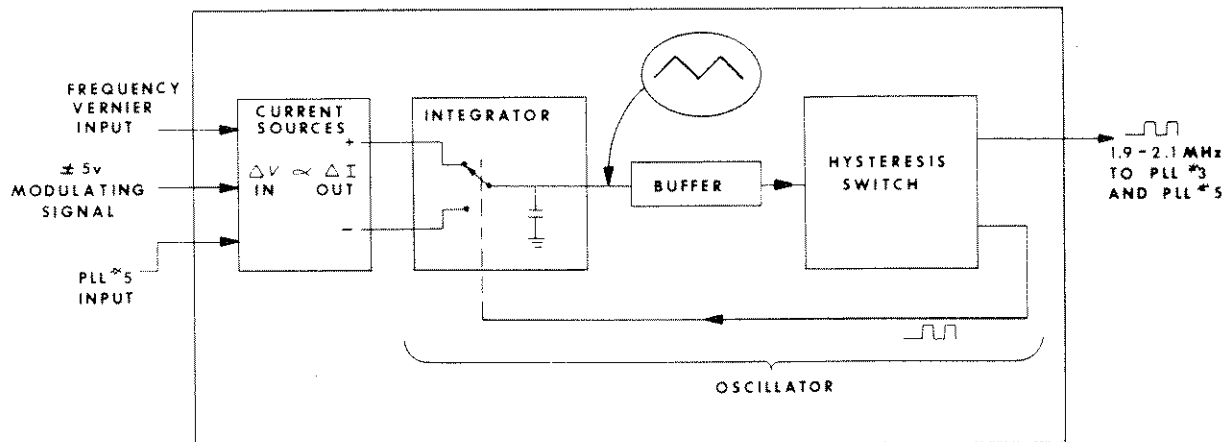 FREQUENCY
VERNIER
INPUT
± 5v
MODULATING
SIGNAL
PLL #5
INPUT
CURRENT
SOURCES
+
ΔV ∝ ΔI
IN OUT
−
INTEGRATOR
BUFFER
HYSTERESIS
SWITCH
1.9-2.1 MHz
TO PLL #3
AND PLL #5
OSCILLATOR